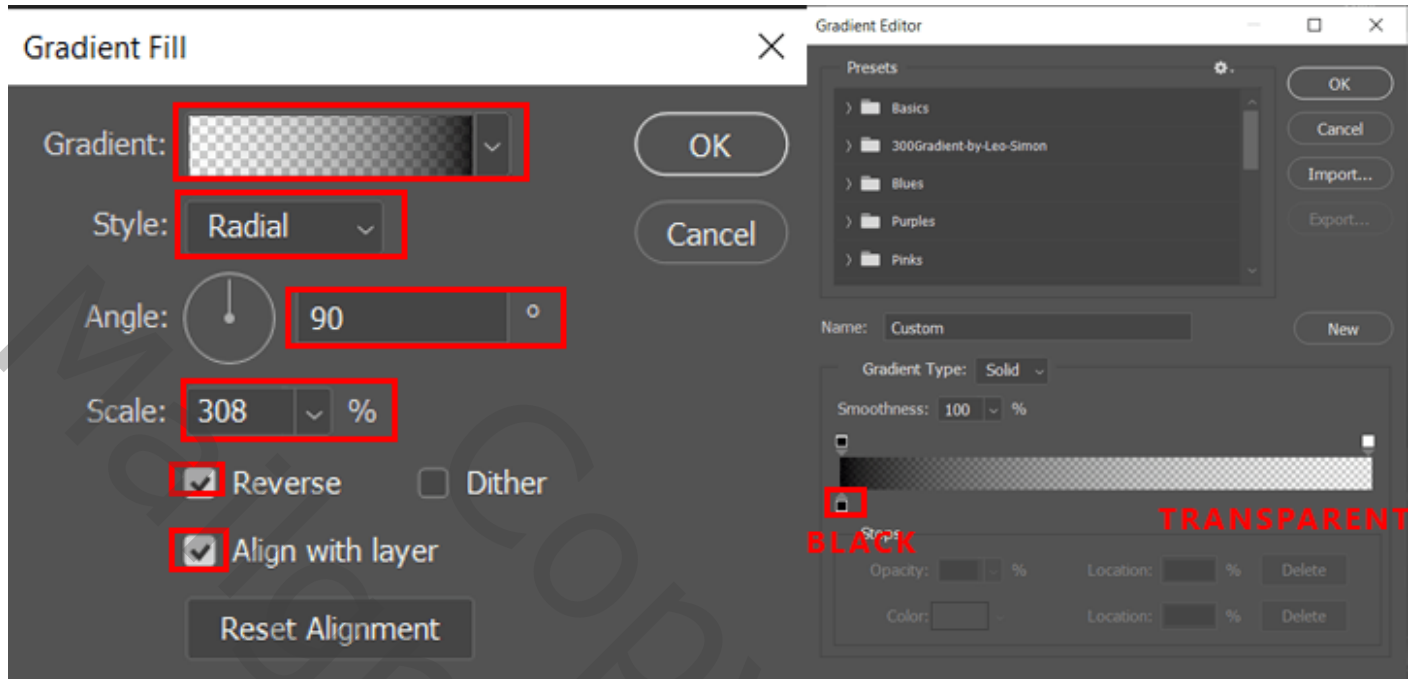 Gradient Fill
Gradient:
OK
Style: Radial
Cancel
Angle: 90 °
Scale: 308 %
Reverse Dither
Align with layer
Reset Alignment
Gradient Editor
Presets
OK
Basics
Cancel
300Gradient-by-Leo-Simon
Import...
Blues
Purples
Export...
Pinks
Name: Custom
New
Gradient Type: Solid
Smoothness: 100 %
TRANSPARENT
Stops
BLACK
Opacity: % Location: % Delete
Color: Location: % Delete